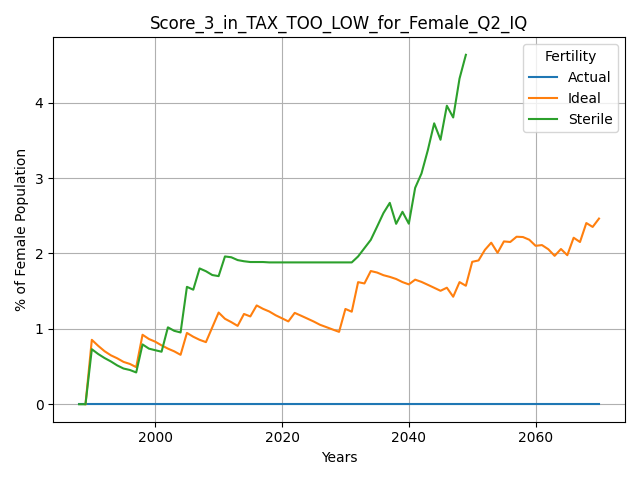 Score_3_in_TAX_TOO_LOW_for_Female_Q2_IQ
Fertility
Actual
Ideal
Sterile
% of Female Population
4
3
2
1
0
2000
2020
2040
2060
Years